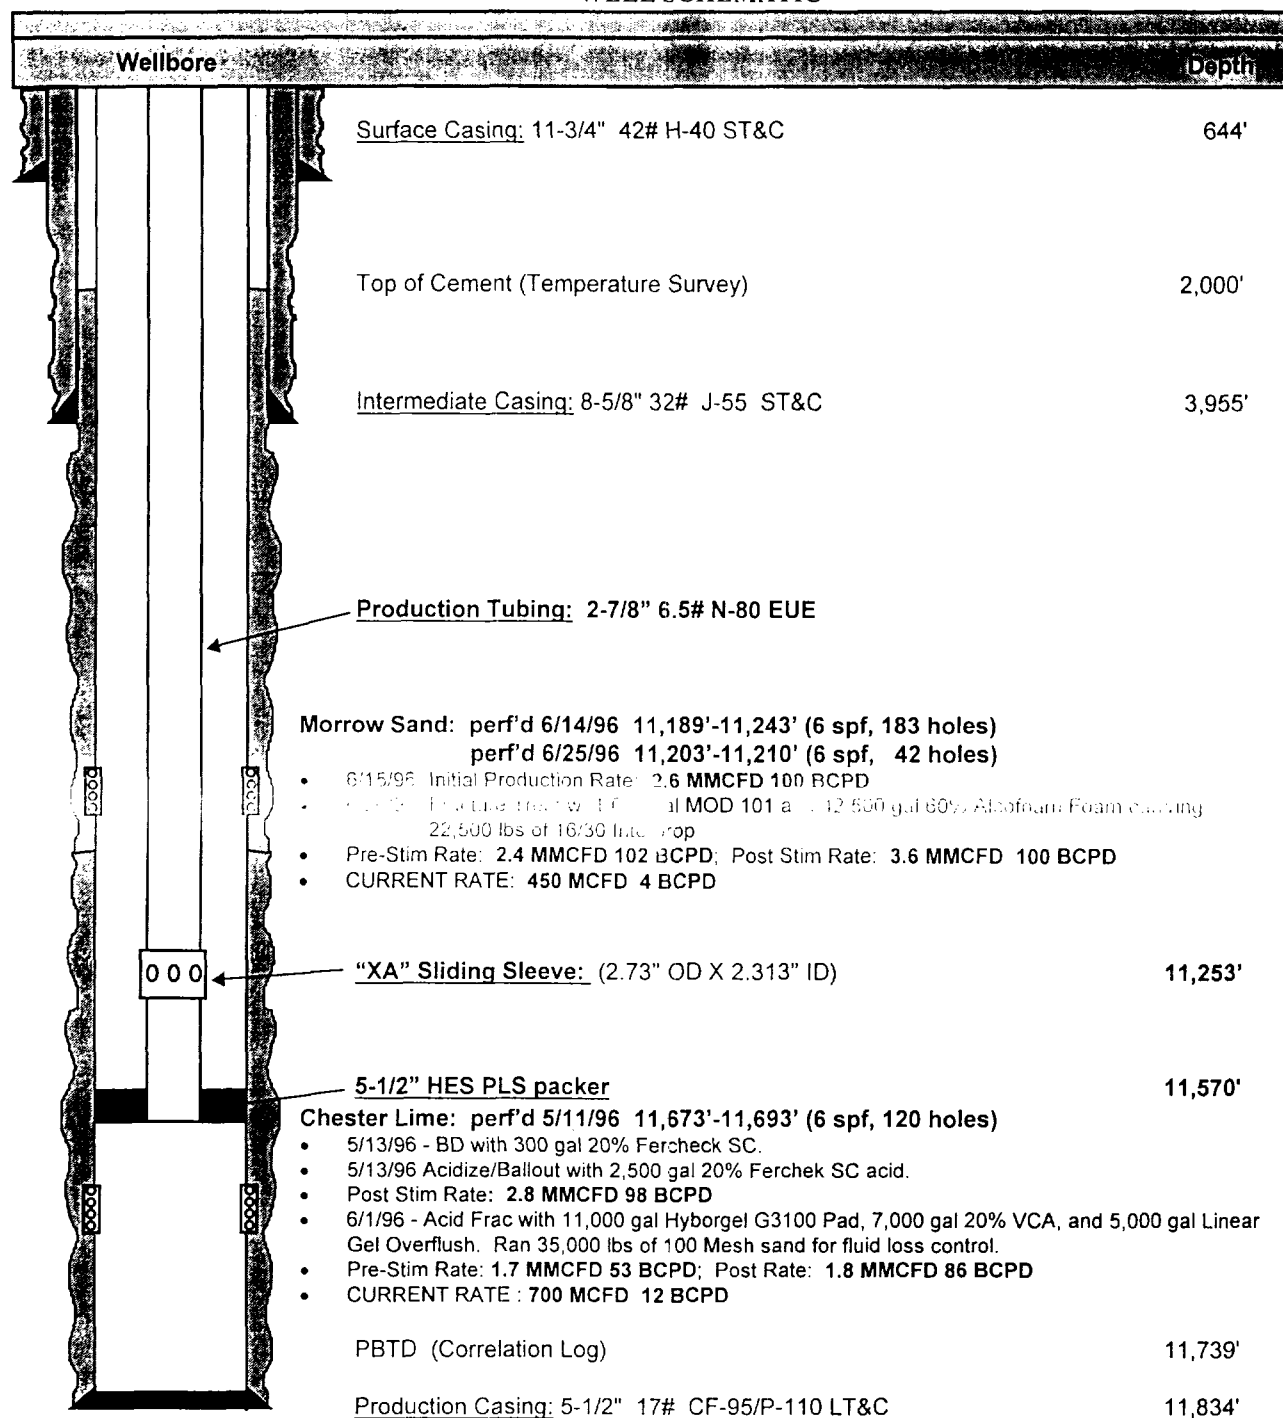 WELL SCHEMATIC
Wellbore
Depth
Surface Casing: 11-3/4" 42# H-40 ST&C 644'
Top of Cement (Temperature Survey) 2,000'
Intermediate Casing: 8-5/8" 32# J-55 ST&C 3,955'
Production Tubing: 2-7/8" 6.5# N-80 EUE
Morrow Sand: perf'd 6/14/96 11,189'-11,243' (6 spf, 183 holes)
perf'd 6/25/96 11,203'-11,210' (6 spf, 42 holes)
• 6/15/96 Initial Production Rate: 2.6 MMCFD 100 BCPD
• gal MOD 101 12,500 gal 60% Foam
22,500 lbs of 16/30
• Pre-Stim Rate: 2.4 MMCFD 102 BCPD; Post Stim Rate: 3.6 MMCFD 100 BCPD
• CURRENT RATE: 450 MCFD 4 BCPD
"XA" Sliding Sleeve: (2.73" OD X 2.313" ID) 11,253'
5-1/2" HES PLS packer 11,570'
Chester Lime: perf'd 5/11/96 11,673'-11,693' (6 spf, 120 holes)
• 5/13/96 - BD with 300 gal 20% Fercheck SC.
• 5/13/96 Acidize/Ballout with 2,500 gal 20% Ferchek SC acid.
• Post Stim Rate: 2.8 MMCFD 98 BCPD
• 6/1/96 - Acid Frac with 11,000 gal Hyborgel G3100 Pad, 7,000 gal 20% VCA, and 5,000 gal Linear
Gel Overflush. Ran 35,000 lbs of 100 Mesh sand for fluid loss control.
• Pre-Stim Rate: 1.7 MMCFD 53 BCPD; Post Rate: 1.8 MMCFD 86 BCPD
• CURRENT RATE : 700 MCFD 12 BCPD
PBTD (Correlation Log) 11,739'
Production Casing: 5-1/2" 17# CF-95/P-110 LT&C 11,834'